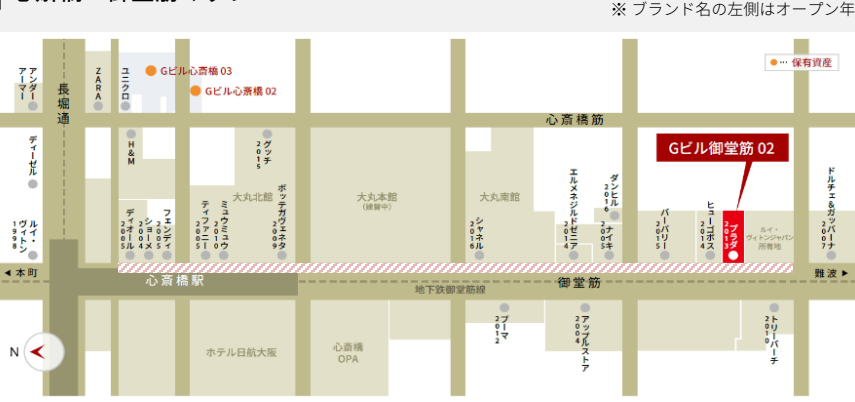 ※ ブランド名の左側はオープン年
アンダーアーマー
長堀通
ZARA
ユニクロ
Gビル心斎橋 03
Gビル心斎橋 02
●… 保有資産
心斎橋筋
ディーゼル
H&M
グッチ
2015
大丸北館
大丸本館
(建替中)
大丸南館
Gビル御堂筋 02
ルイ・ヴィトン
1998
ディオール
2005
ショーメ
2004
フェンディ
2005
ティファニー
2005
ミュウミュウ
2010
ボッテガヴェネタ
2009
シャネル
2016
エルメネジルドゼニア
2014
ダンヒル
2016
ナイキ
2015
バーバリー
2015
ヒューゴボス
2014
プラダ
2013
ルイ・
ヴィトンジャパン
所有地
ドルチェ&ガッバーナ
2007
本町
心斎橋駅
地下鉄御堂筋線
御堂筋
難波
N
ホテル日航大阪
心斎橋
OPA
プーマ
2012
アップルストア
2004
トリーバーチ
2010